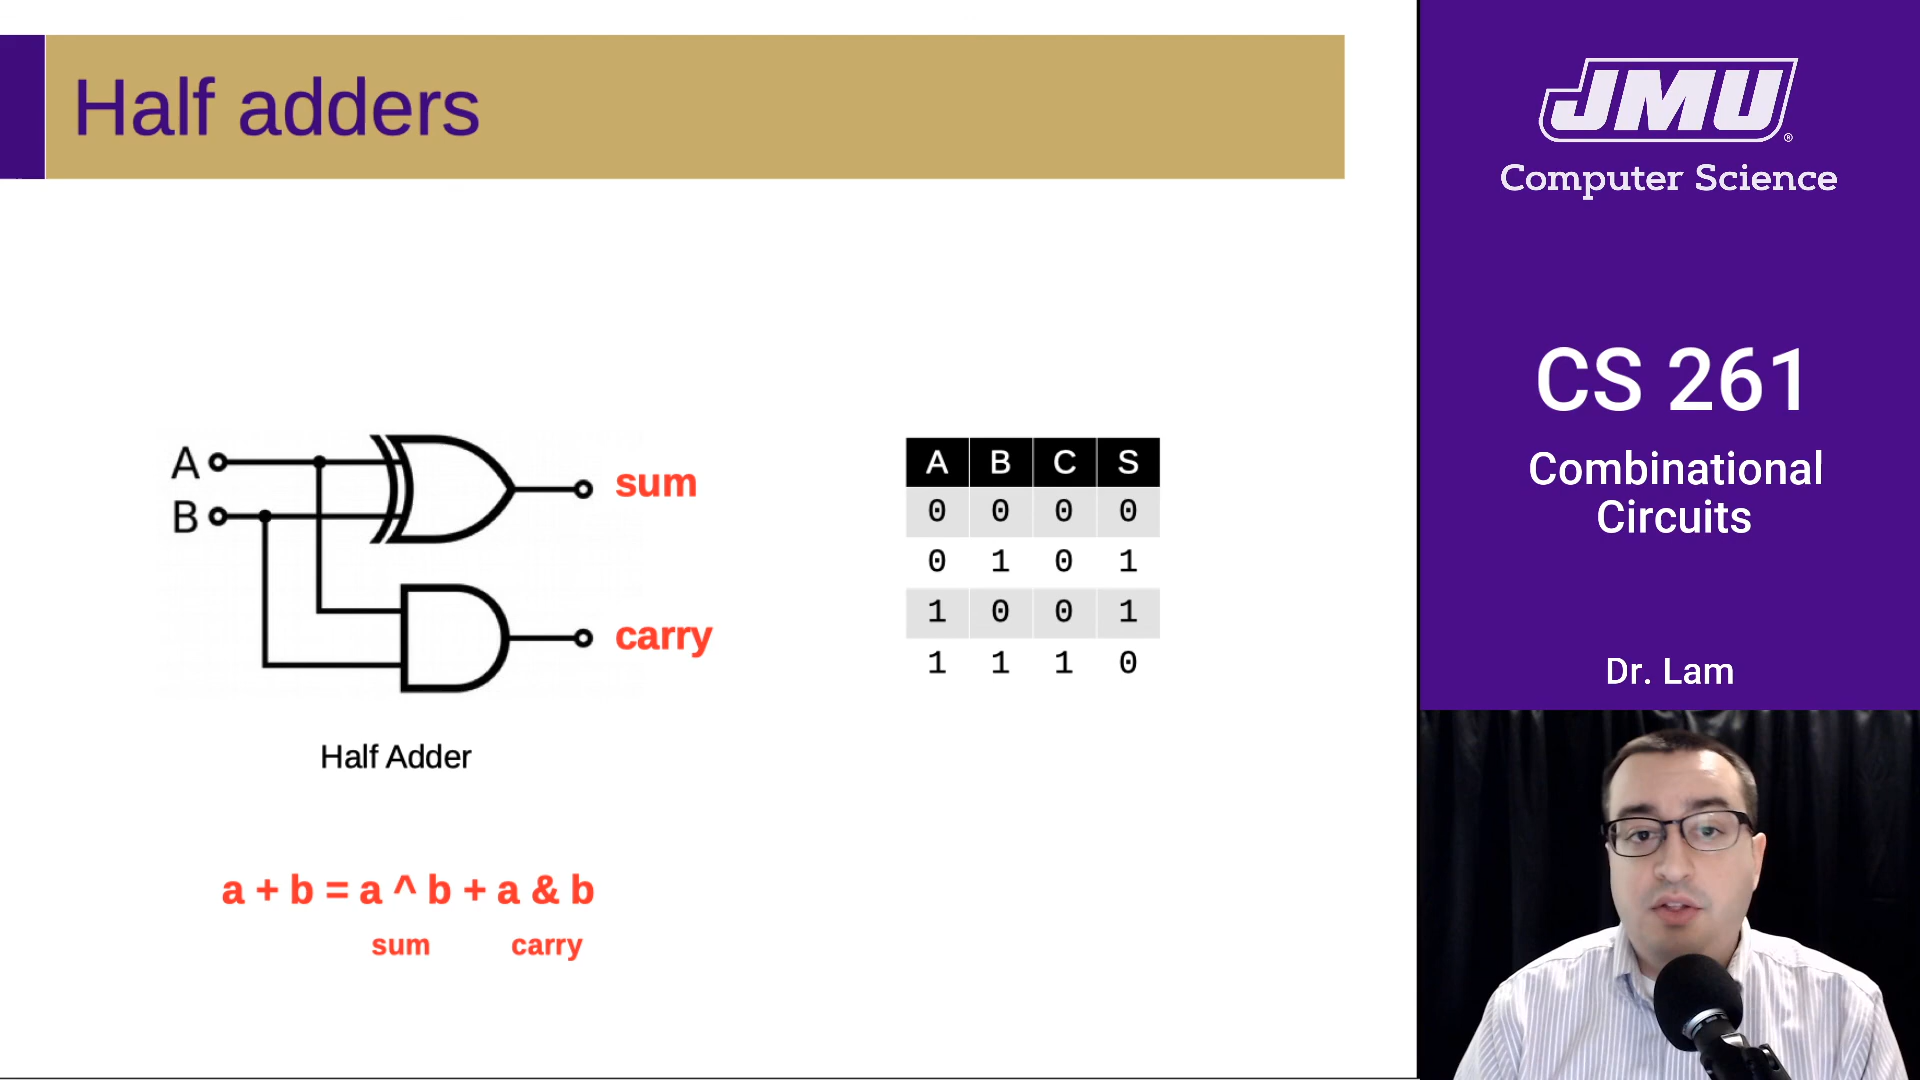 Half adders
A
B
sum
carry
Half Adder
a + b = a ^ b + a & b
sum carry
A B C S
0 0 0 0
0 1 0 1
1 0 0 1
1 1 1 0
JMU®
Computer Science
CS 261
Combinational
Circuits
Dr. Lam